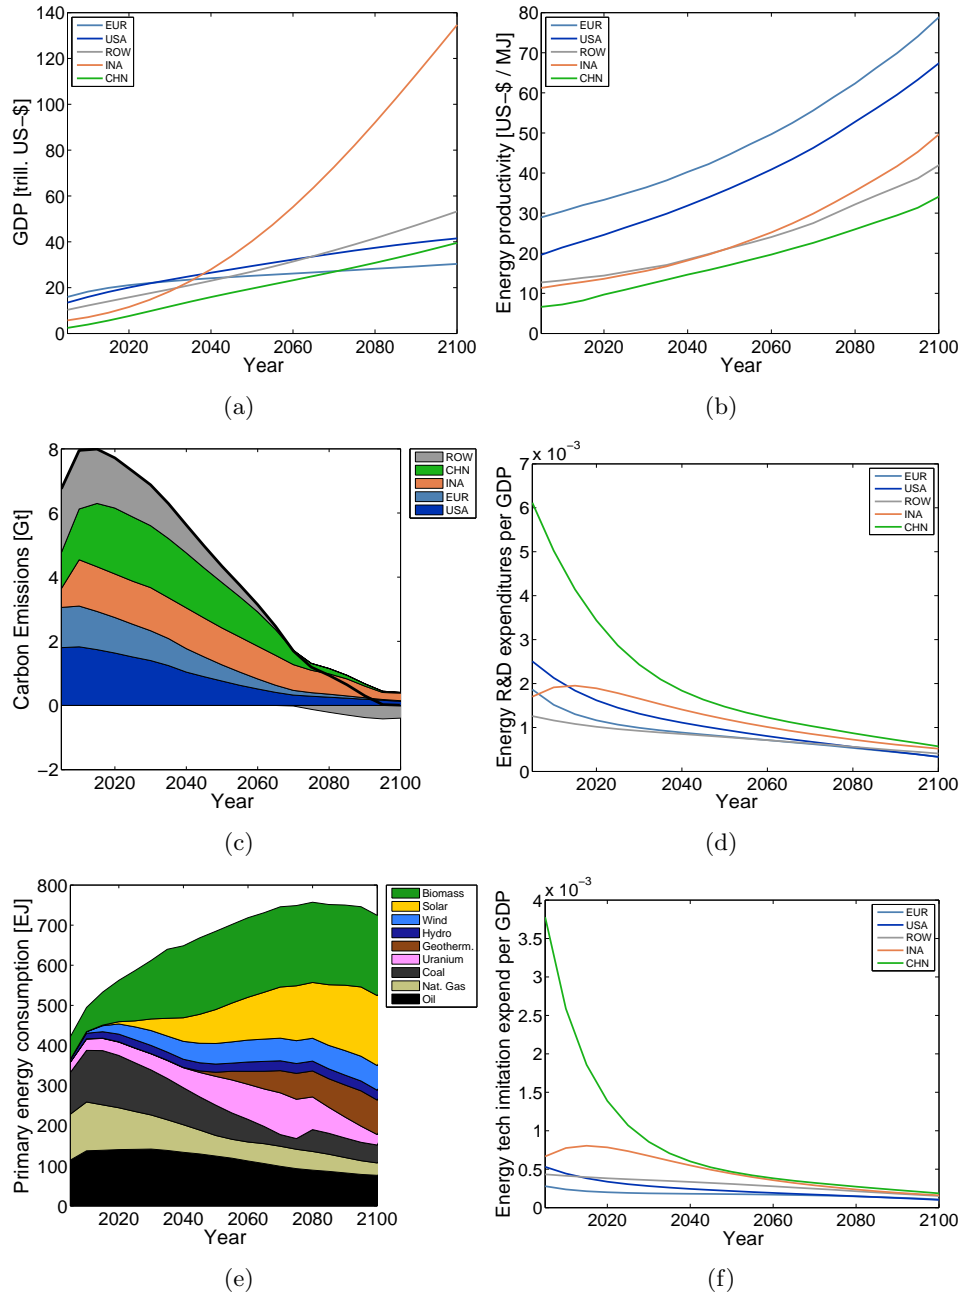 EUR
USA
ROW
INA
CHN
GDP [trill. US−$]
140
120
100
80
60
40
20
0
2020 2040 2060 2080 2100
Year
(a)
EUR
USA
ROW
INA
CHN
Energy productivity [US−$ / MJ]
80
70
60
50
40
30
20
10
0
2020 2040 2060 2080 2100
Year
(b)
ROW
CHN
INA
EUR
USA
Carbon Emissions [Gt]
8
6
4
2
0
−2
2020 2040 2060 2080 2100
Year
(c)
x 10−3
EUR
USA
ROW
INA
CHN
Energy R&D expenditures per GDP
7
6
5
4
3
2
1
0
2020 2040 2060 2080 2100
Year
(d)
Biomass
Solar
Wind
Hydro
Geotherm.
Uranium
Coal
Nat. Gas
Oil
Primary energy consumption [EJ]
800
700
600
500
400
300
200
100
0
2020 2040 2060 2080 2100
Year
(e)
x 10−3
EUR
USA
ROW
INA
CHN
Energy tech imitation expend per GDP
4
3.5
3
2.5
2
1.5
1
0.5
0
2020 2040 2060 2080 2100
Year
(f)